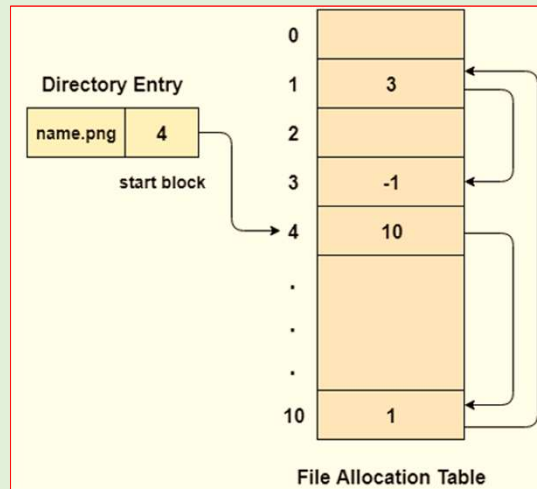 Directory Entry
name.png 4
start block
0
1 3
2
3 -1
4 10
.
.
.
10 1
File Allocation Table